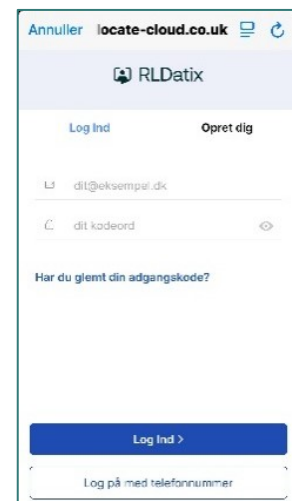 Annuller locate-cloud.co.uk
RLDatix
Log Ind Opret dig
dit@eksempel.dk
dit kodeord
Har du glemt din adgangskode?
Log Ind >
Log på med telefonnummer